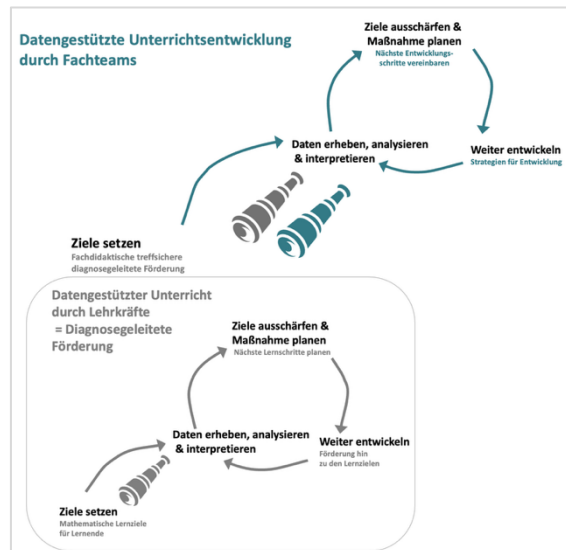 Datengestützte Unterrichtsentwicklung
durch Fachteams
Ziele ausschärfen &
Maßnahme planen
Nächste Entwicklungs-
schritte vereinbaren
Daten erheben, analysieren
& interpretieren
Weiter entwickeln
Strategien für Entwicklung
Ziele setzen
Fachdidaktische treffsichere
diagnosegeleitete Förderung
Datengestützter Unterricht
durch Lehrkräfte
= Diagnosegeleitete
Förderung
Ziele ausschärfen &
Maßnahme planen
Nächste Lernschritte planen
Daten erheben, analysieren
& interpretieren
Weiter entwickeln
Förderung hin
zu den Lernzielen
Ziele setzen
Mathematische Lernziele
für Lernende